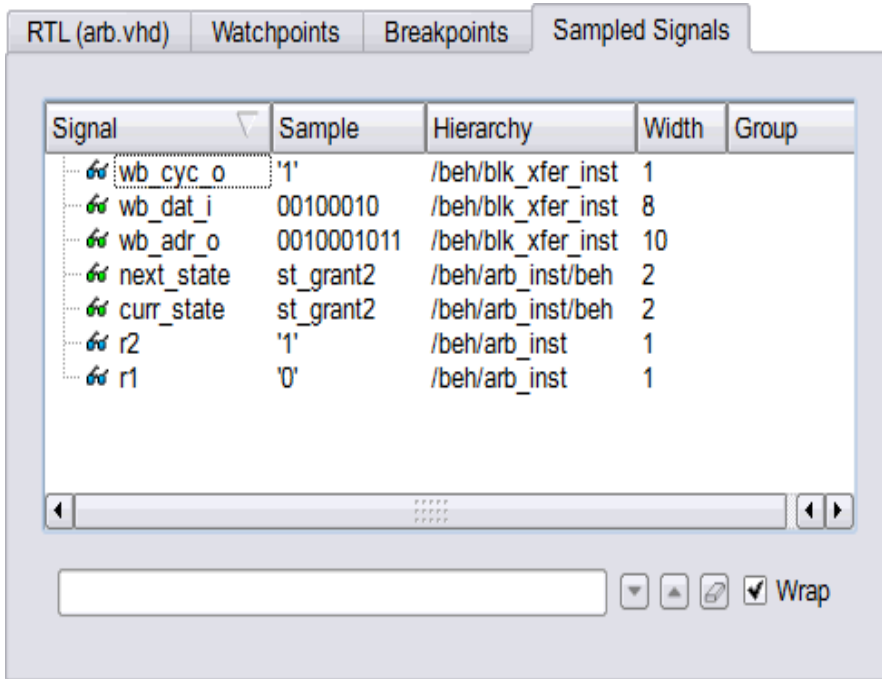 RTL (arb.vhd) Watchpoints Breakpoints Sampled Signals
Signal Sample Hierarchy Width Group
wb_cyc_o '1' /beh/blk_xfer_inst 1
wb_dat_i 00100010 /beh/blk_xfer_inst 8
wb_adr_o 0010001011 /beh/blk_xfer_inst 10
next_state st_grant2 /beh/arb_inst/beh 2
curr_state st_grant2 /beh/arb_inst/beh 2
r2 '1' /beh/arb_inst 1
r1 '0' /beh/arb_inst 1
Wrap